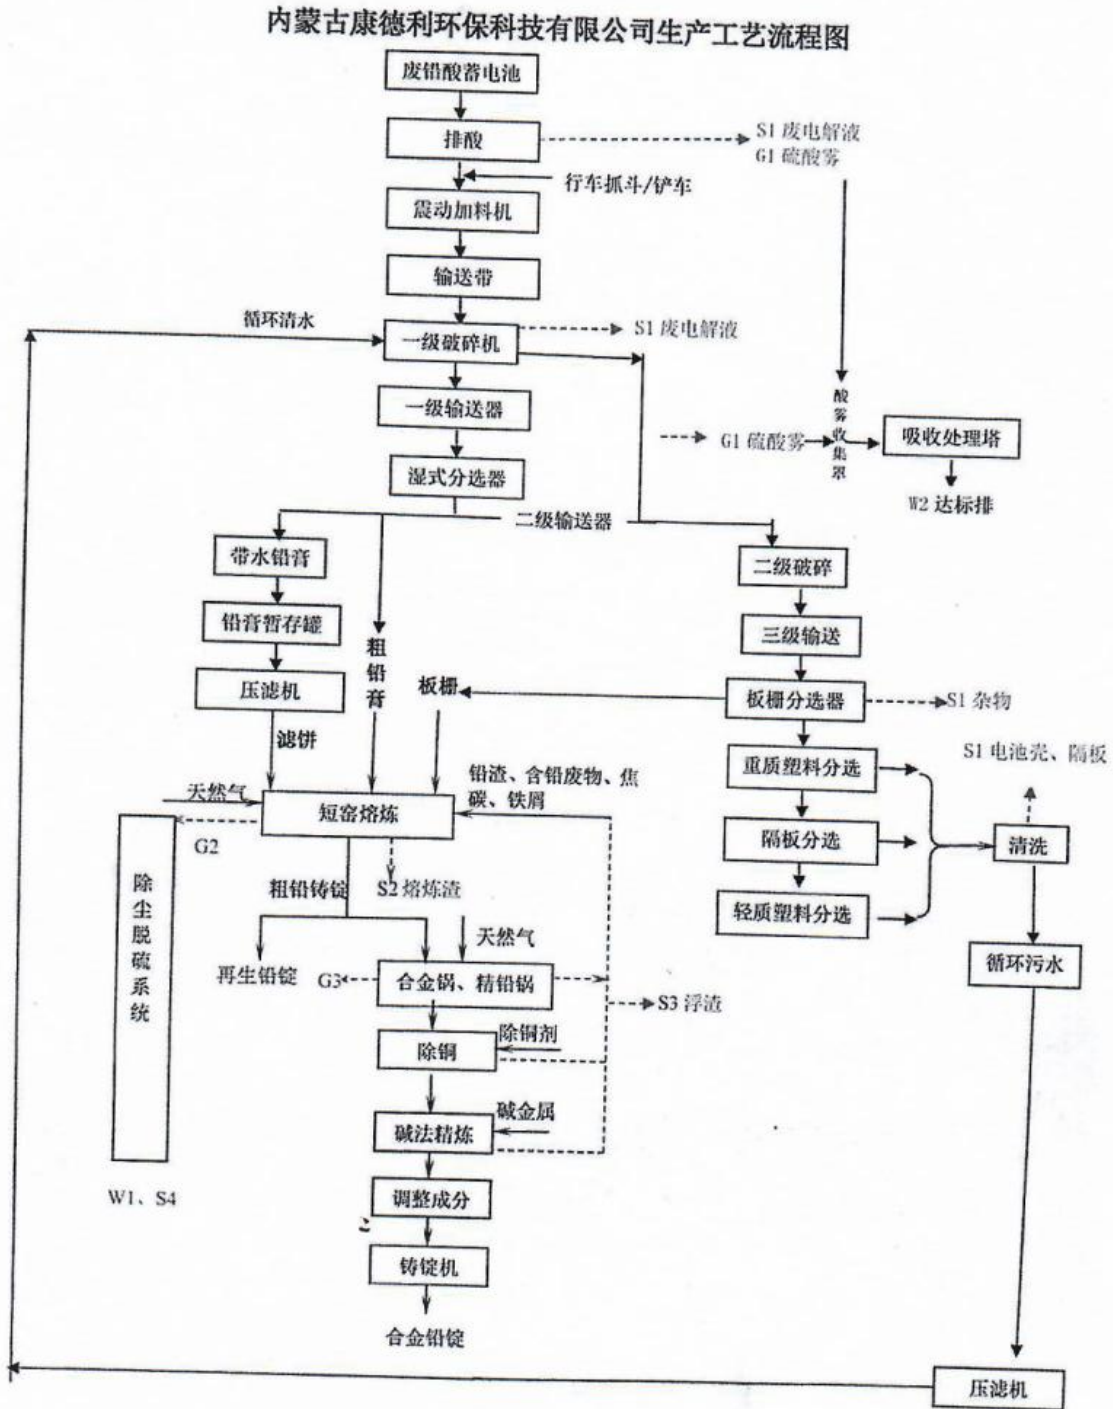 内蒙古康德利环保科技有限公司生产工艺流程图
废铅酸蓄电池
排酸
S1 废电解液
G1 硫酸雾
行车抓斗/铲车
震动加料机
输送带
循环清水
一级破碎机
S1 废电解液
一级输送器
酸雾收集罩
G1 硫酸雾
吸收处理塔
湿式分选器
W2 达标排
二级输送器
带水铅膏
二级破碎
铅膏暂存罐
三级输送
粗铅膏
压滤机
板栅
板栅分选器
S1 杂物
滤饼
S1 电池壳、隔板
重质塑料分选
铅渣、含铅废物、焦
碳、铁屑
天然气
短窑熔炼
隔板分选
清洗
G2
除尘脱硫系统
粗铅铸锭
S2 熔炼渣
轻质塑料分选
天然气
再生铅锭
G3
合金锅、精铅锅
循环污水
S3 浮渣
除铜剂
除铜
碱金属
碱法精炼
W1、S4
调整成分
铸锭机
合金铅锭
压滤机